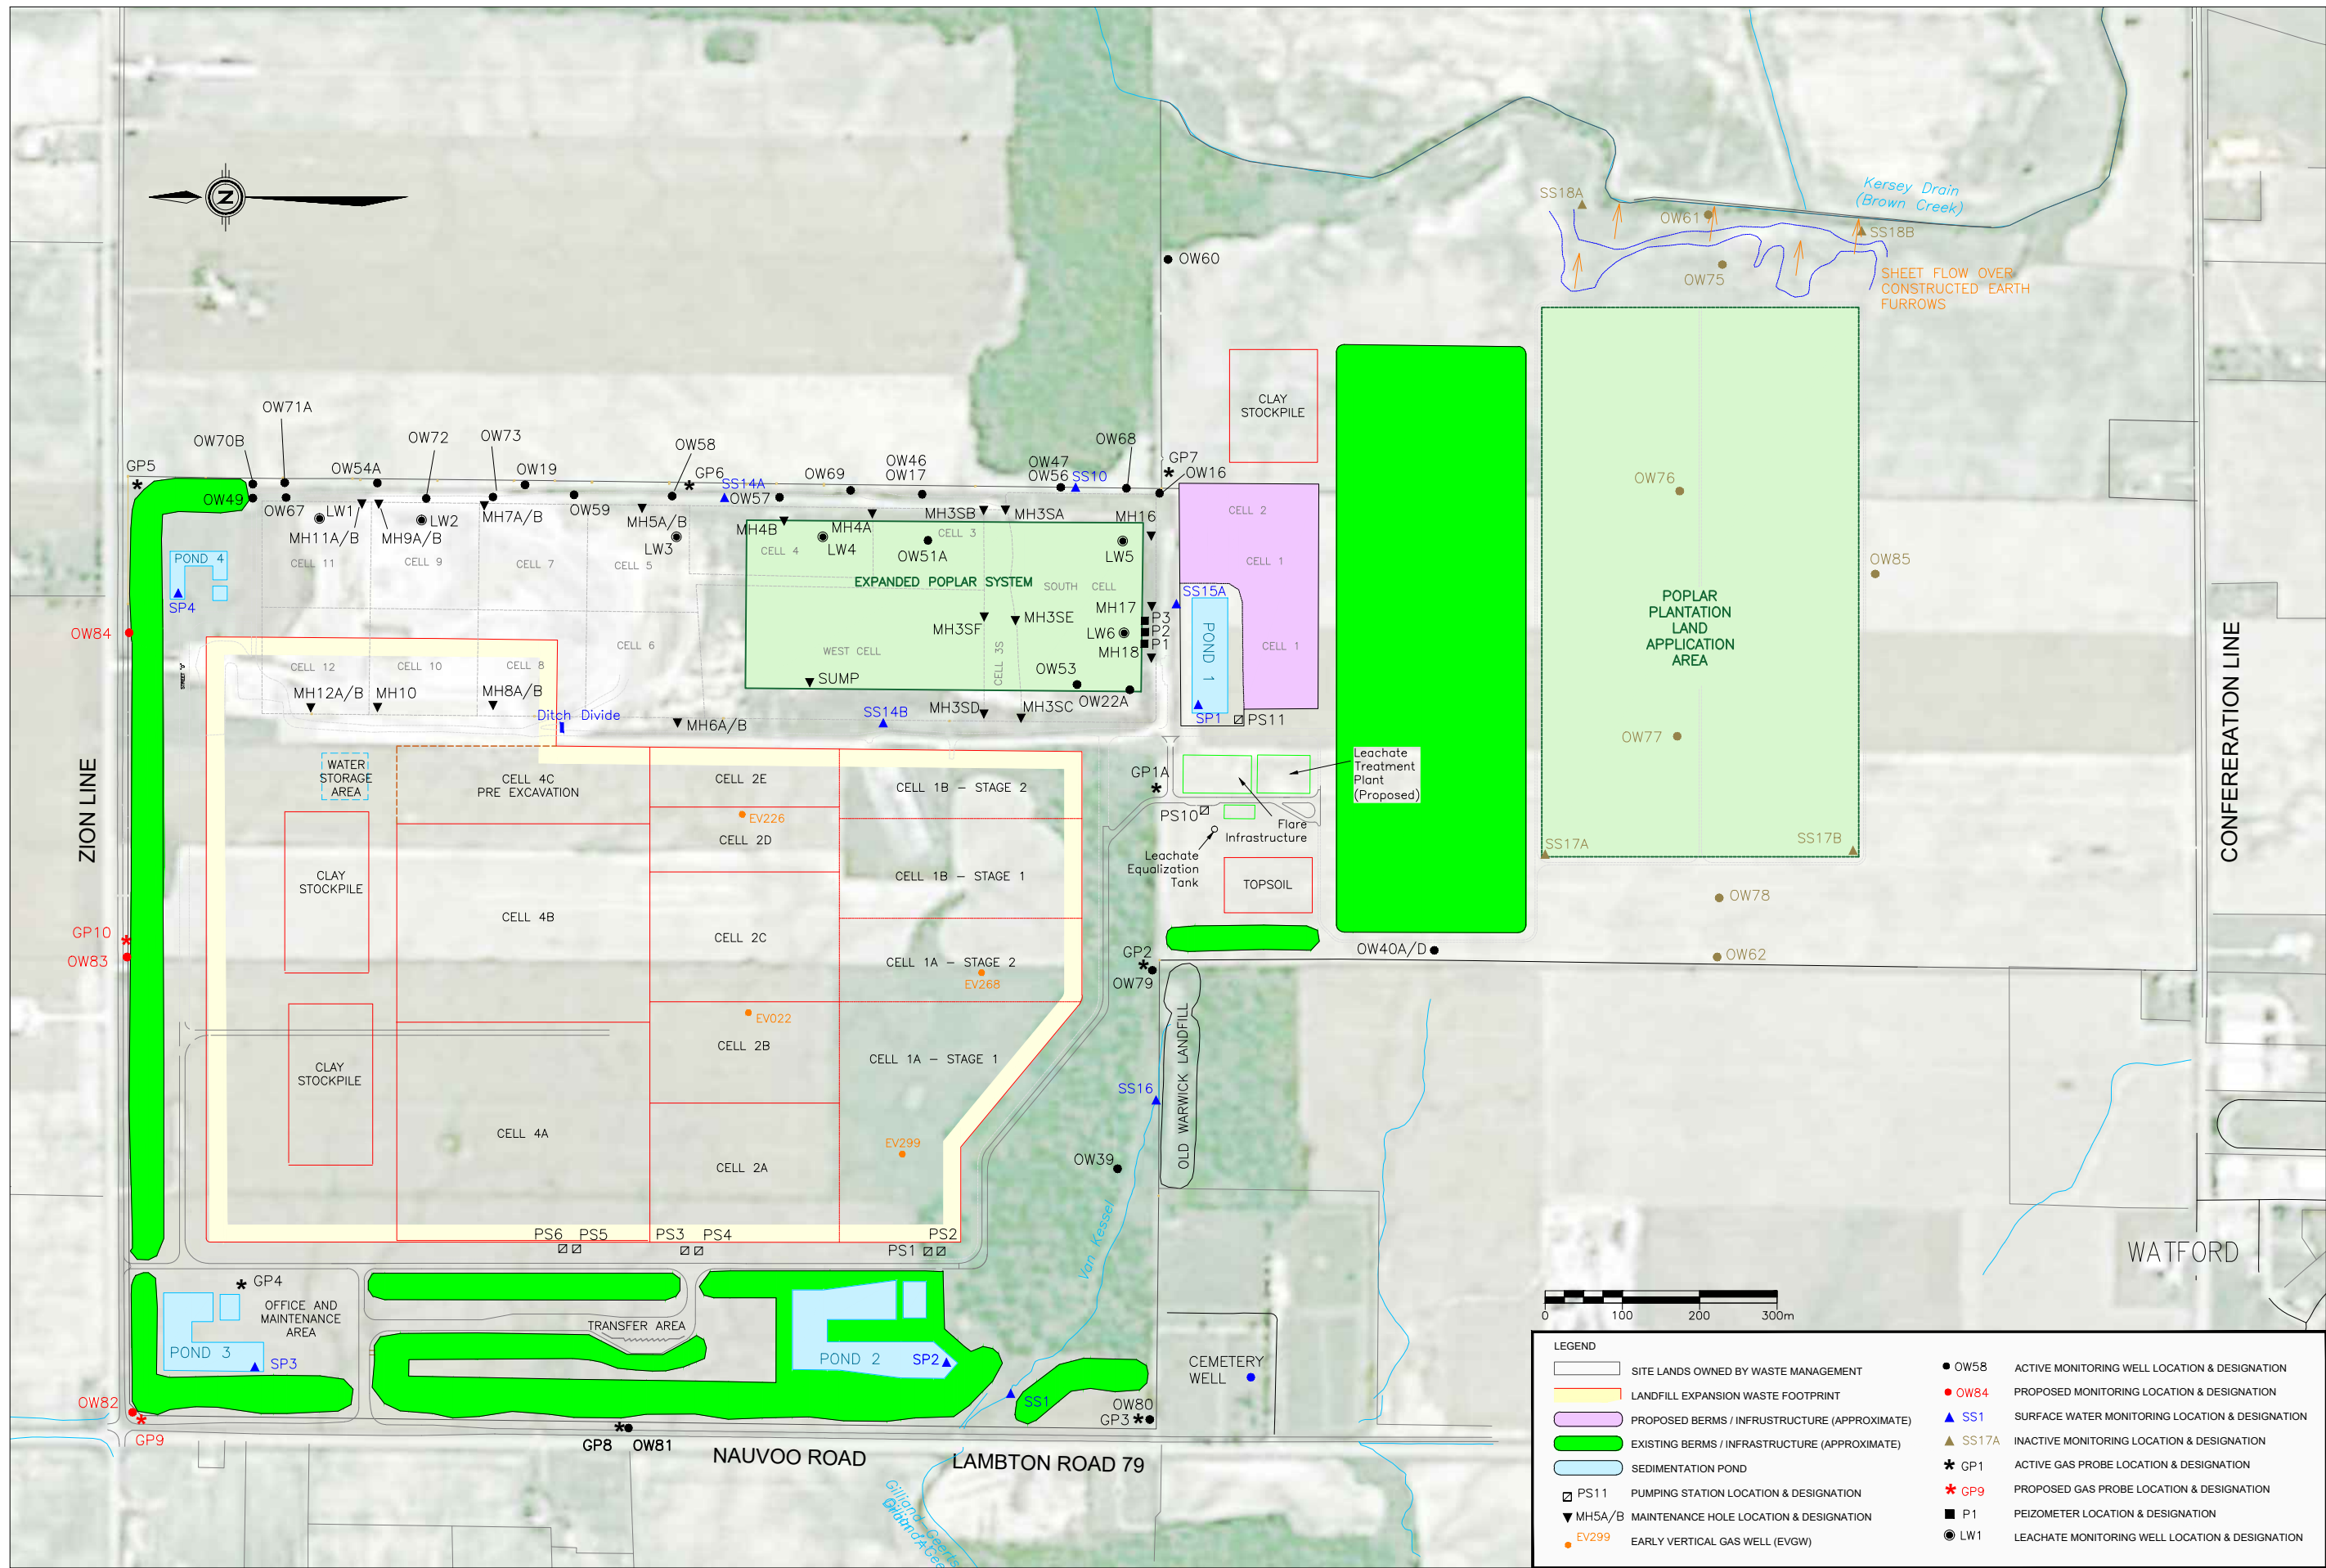 N
Kersey Drain
(Brown Creek)
SS18A
OW61
SS18B
OW60
OW75
SHEET FLOW OVER
CONSTRUCTED EARTH
FURROWS
CLAY
STOCKPILE
OW71A
OW70B
OW72
OW73
OW58
OW68
GP5
OW54A
OW19
GP6
OW69
OW46
OW17
OW47
OW56
SS10
GP7
OW16
OW49
OW67
LW1
LW2
MH7A/B
OW59
SS14A
OW57
MH11A/B
MH9A/B
MH5A/B
MH4B
MH4A
MH3SB
MH3SA
MH16
CELL 2
OW76
LW3
LW4
OW51A
CELL 3
LW5
POND 4
CELL 11
CELL 9
CELL 7
CELL 5
CELL 4
CELL 1
EXPANDED POPLAR SYSTEM
SOUTH CELL
OW85
SP4
SS15A
MH17
P3
P2
P1
OW84
MH3SF
MH3SE
LW6
MH18
POND 1
CELL 1
POPLAR
PLANTATION
LAND
APPLICATION
AREA
CELL 6
WEST CELL
CELL 3S
STREET 'A'
CELL 12
CELL 10
CELL 8
OW53
SUMP
OW22A
MH12A/B
MH10
MH8A/B
Ditch Divide
MH6A/B
SS14B
MH3SD
MH3SC
SP1
PS11
OW77
ZION LINE
CONFERERATION LINE
WATER
STORAGE
AREA
CELL 4C
PRE EXCAVATION
CELL 2E
CELL 1B - STAGE 2
GP1A
Leachate
Treatment
Plant
(Proposed)
EV226
PS10
Flare
Infrastructure
CELL 2D
SS17A
SS17B
Leachate
Equalization
Tank
CLAY
STOCKPILE
CELL 1B - STAGE 1
TOPSOIL
OW78
CELL 4B
GP10
OW83
CELL 2C
CELL 1A - STAGE 2
EV268
GP2
OW79
OW40A/D
OW62
EV022
CELL 2B
CELL 1A - STAGE 1
CLAY
STOCKPILE
SS16
OLD WARWICK LANDFILL
CELL 4A
EV299
CELL 2A
OW39
Van Kessel
PS6
PS5
PS3
PS4
PS1
PS2
WATFORD
GP4
OFFICE AND
MAINTENANCE
AREA
TRANSFER AREA
POND 3
SP3
POND 2
SP2
CEMETERY
WELL
SS1
OW82
GP9
OW80
GP3
GP8
OW81
NAUVOO ROAD
LAMBTON ROAD 79
0
100
200
300m
LEGEND
SITE LANDS OWNED BY WASTE MANAGEMENT
LANDFILL EXPANSION WASTE FOOTPRINT
PROPOSED BERMS / INFRUSTRUCTURE (APPROXIMATE)
EXISTING BERMS / INFRASTRUCTURE (APPROXIMATE)
SEDIMENTATION POND
PS11 PUMPING STATION LOCATION & DESIGNATION
MH5A/B MAINTENANCE HOLE LOCATION & DESIGNATION
EV299 EARLY VERTICAL GAS WELL (EVGW)
OW58 ACTIVE MONITORING WELL LOCATION & DESIGNATION
OW84 PROPOSED MONITORING LOCATION & DESIGNATION
SS1 SURFACE WATER MONITORING LOCATION & DESIGNATION
SS17A INACTIVE MONITORING LOCATION & DESIGNATION
GP1 ACTIVE GAS PROBE LOCATION & DESIGNATION
GP9 PROPOSED GAS PROBE LOCATION & DESIGNATION
P1 PEIZOMETER LOCATION & DESIGNATION
LW1 LEACHATE MONITORING WELL LOCATION & DESIGNATION